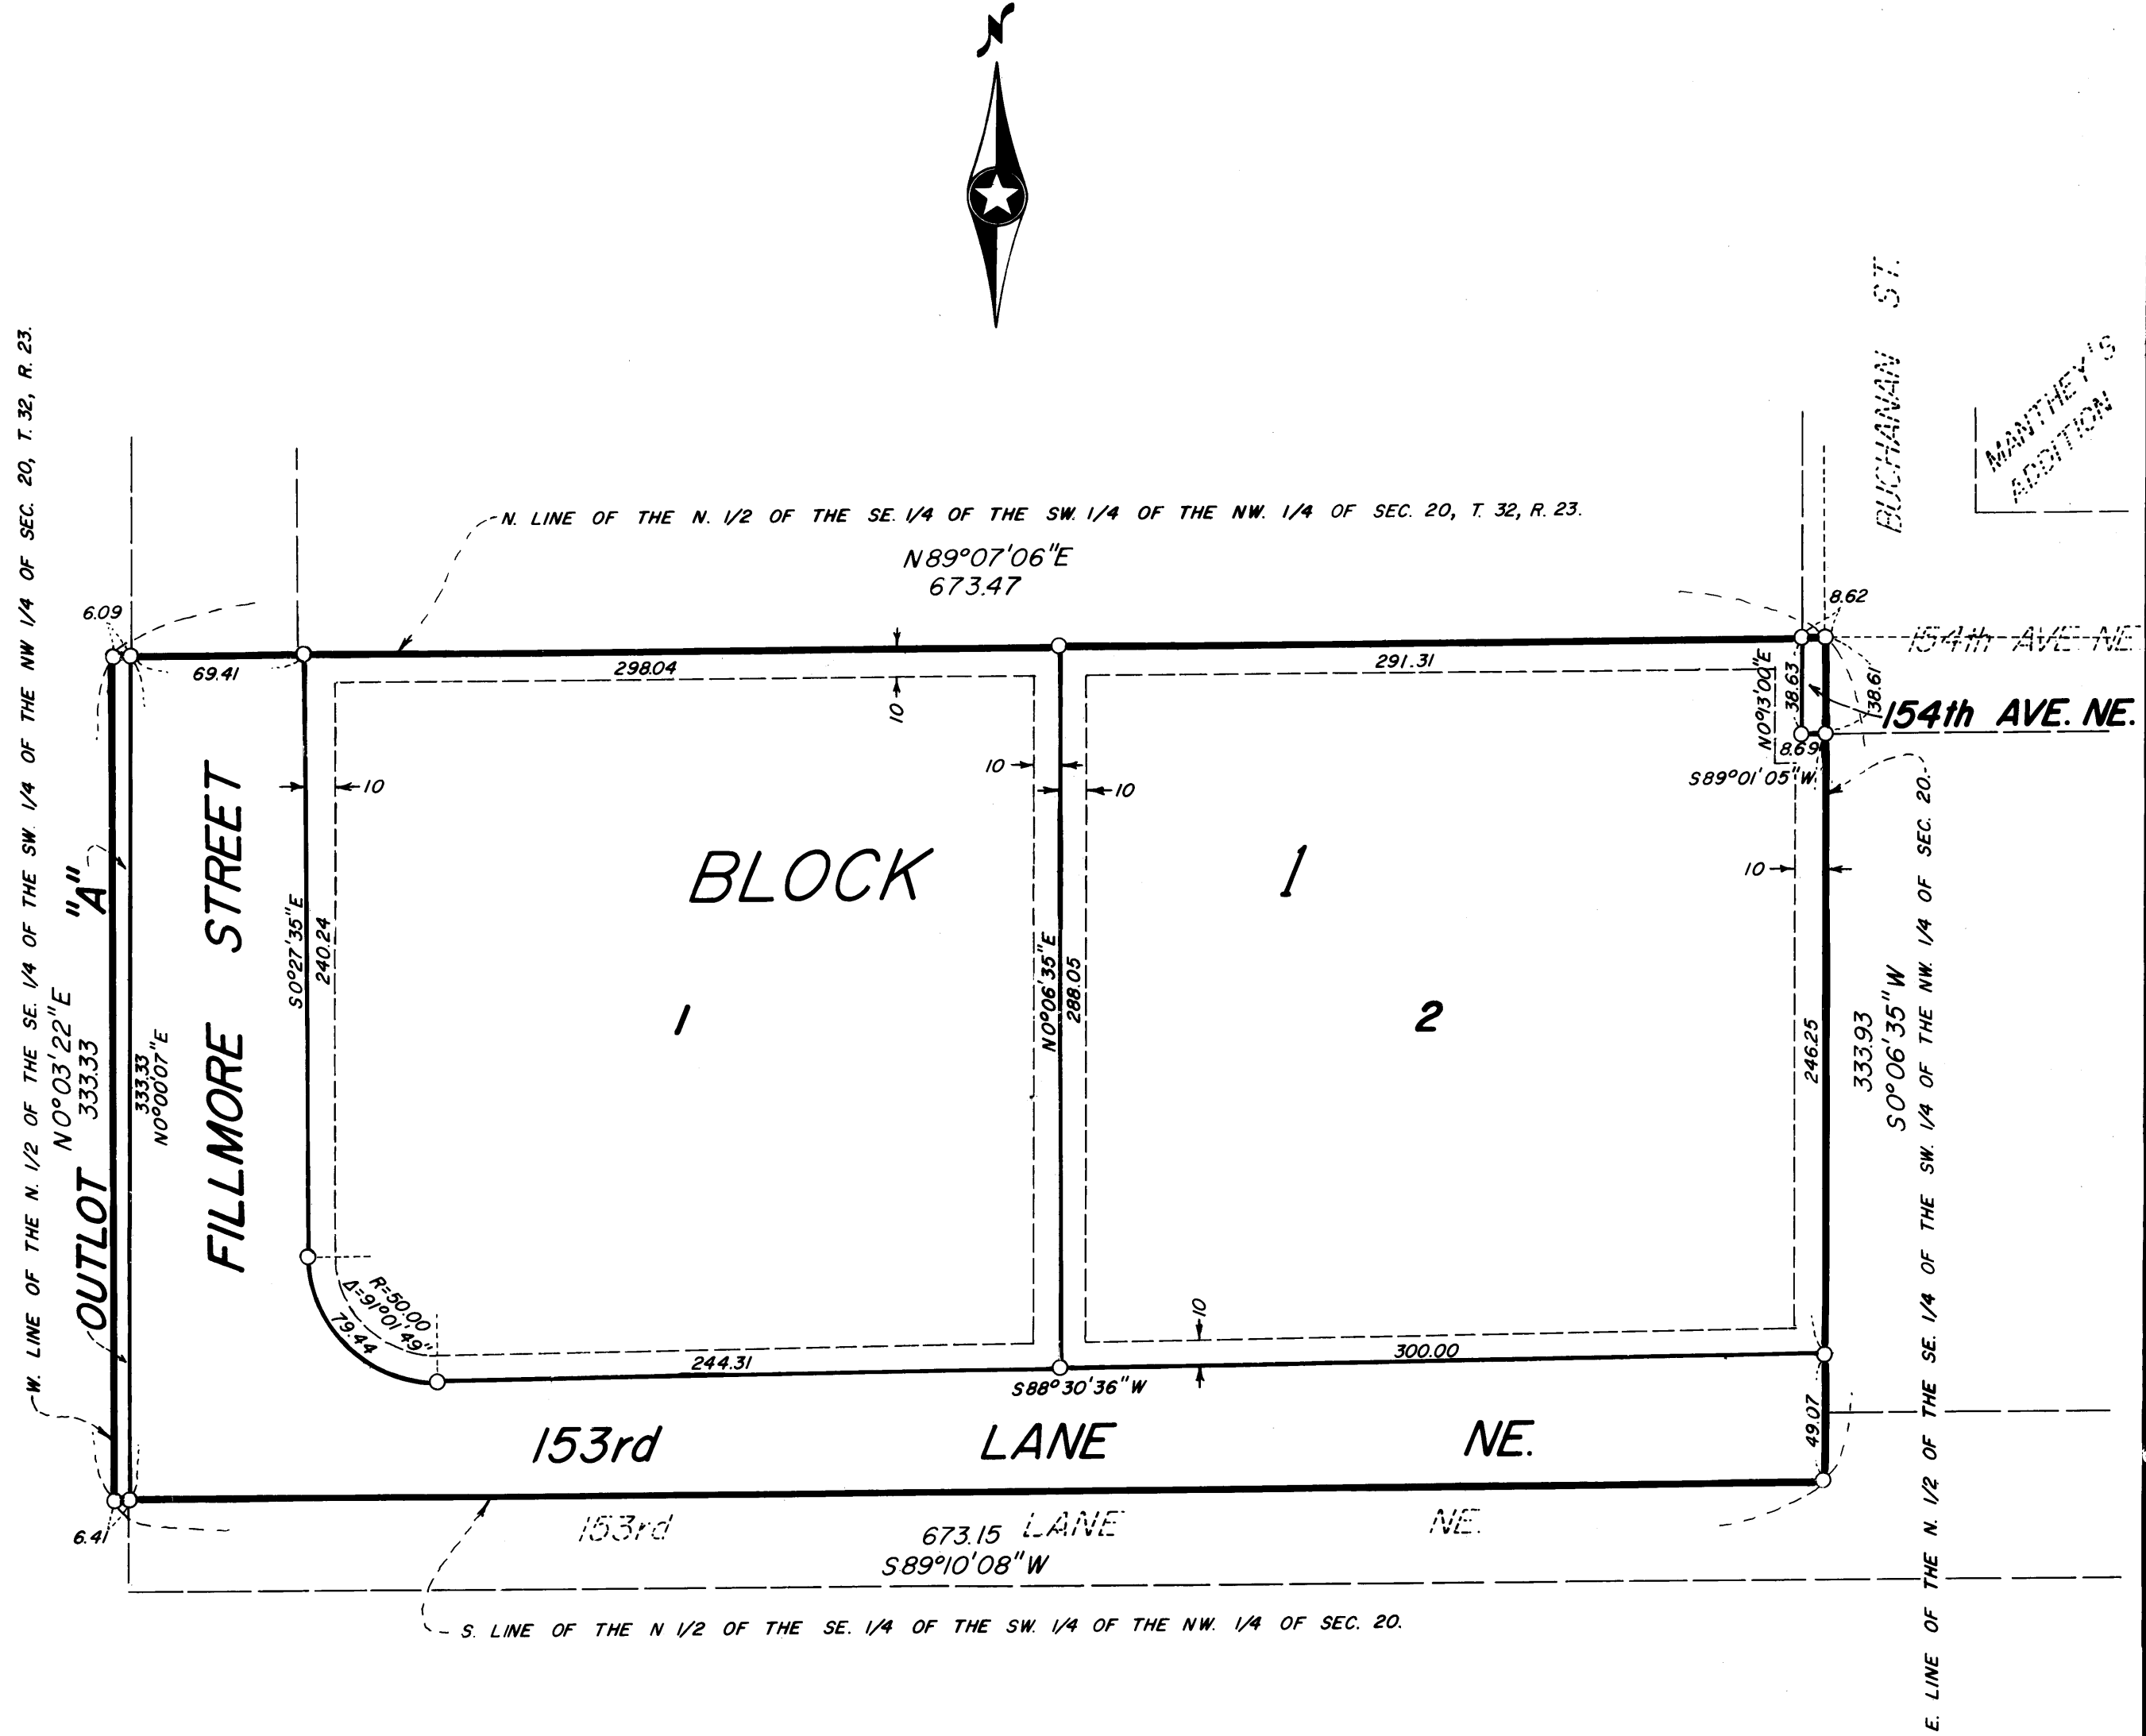 N
BUCHANAN ST.
MANTHEY'S
ADDITION
W. LINE OF THE N. 1/2 OF THE SE. 1/4 OF THE SW. 1/4 OF THE NW 1/4 OF SEC. 20, T. 32, R. 23.
N. LINE OF THE N. 1/2 OF THE SE. 1/4 OF THE SW. 1/4 OF THE NW. 1/4 OF SEC. 20, T. 32, R. 23.
N89°07'06"E
673.47
6.09
8.62
154th AVE. NE.
69.41
298.04
291.31
10
N0°13'00"E
38.63
38.61
154th AVE. NE.
8.69
S89°01'05"W
10
10
10
10
BLOCK 1
FILLMORE STREET
OUTLOT "A"
S0°27'35"E
240.24
N0°06'35"E
288.05
1
2
N0°03'22"E
333.33
333.33
N0°00'07"E
246.25
333.93
S0°06'35"W
E. LINE OF THE N. 1/2 OF THE SE. 1/4 OF THE SW. 1/4 OF THE NW. 1/4 OF SEC. 20.
R=50.00
Δ=91°01'49"
79.44
10
244.31
300.00
S88°30'36"W
49.07
153rd LANE NE.
6.41
153rd LANE NE.
673.15
S89°10'08"W
S. LINE OF THE N 1/2 OF THE SE. 1/4 OF THE SW. 1/4 OF THE NW. 1/4 OF SEC. 20.